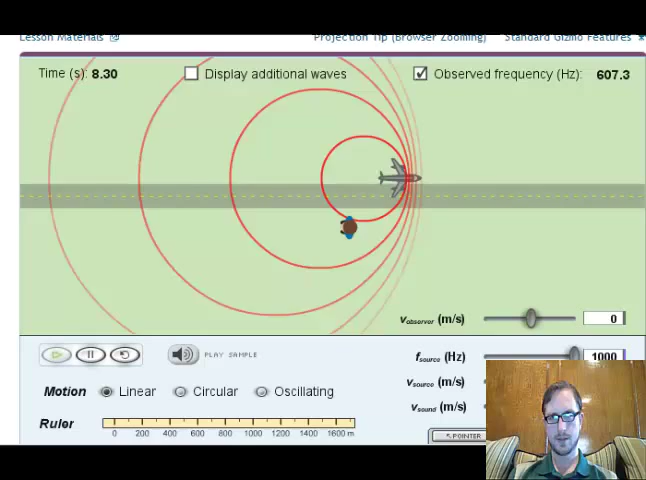 Lesson Materials Projection Tip (Browser Zooming) Standard Gizmo Features
Time (s): 8.30 Display additional waves Observed frequency (Hz): 607.3
vobserver (m/s) 0
PLAY SAMPLE fsource (Hz) 1000
Motion Linear Circular Oscillating vsource (m/s)
vsound (m/s)
Ruler 0 200 400 600 800 1000 1200 1400 1600 m
POINTER